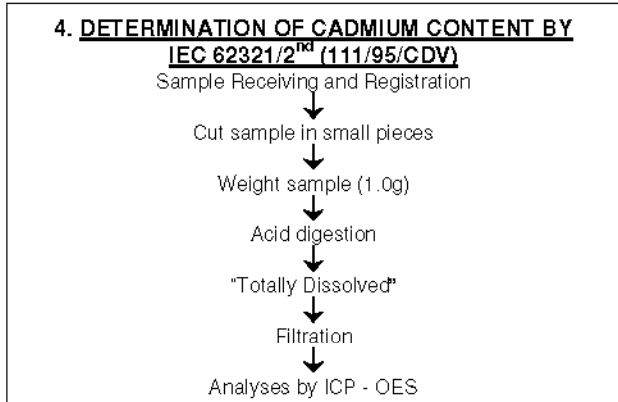 4. DETERMINATION OF CADMIUM CONTENT BY
IEC 62321/2nd (111/95/CDV)
Sample Receiving and Registration
Cut sample in small pieces
Weight sample (1.0g)
Acid digestion
"Totally Dissolved"
Filtration
Analyses by ICP - OES